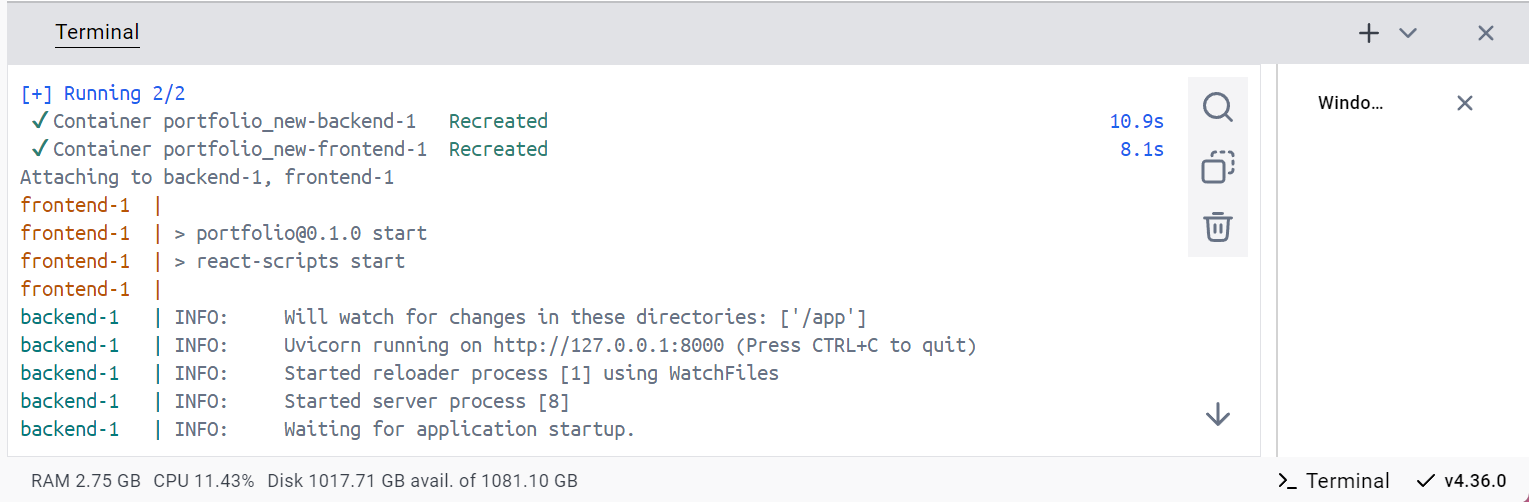 Terminal
[+] Running 2/2
✓ Container portfolio_new-backend-1 Recreated 10.9s
✓ Container portfolio_new-frontend-1 Recreated 8.1s
Attaching to backend-1, frontend-1
frontend-1 |
frontend-1 | > portfolio@0.1.0 start
frontend-1 | > react-scripts start
frontend-1 |
backend-1 | INFO: Will watch for changes in these directories: ['/app']
backend-1 | INFO: Uvicorn running on http://127.0.0.1:8000 (Press CTRL+C to quit)
backend-1 | INFO: Started reloader process [1] using WatchFiles
backend-1 | INFO: Started server process [8]
backend-1 | INFO: Waiting for application startup.
Windo...
RAM 2.75 GB CPU 11.43% Disk 1017.71 GB avail. of 1081.10 GB
>_ Terminal ✓ v4.36.0